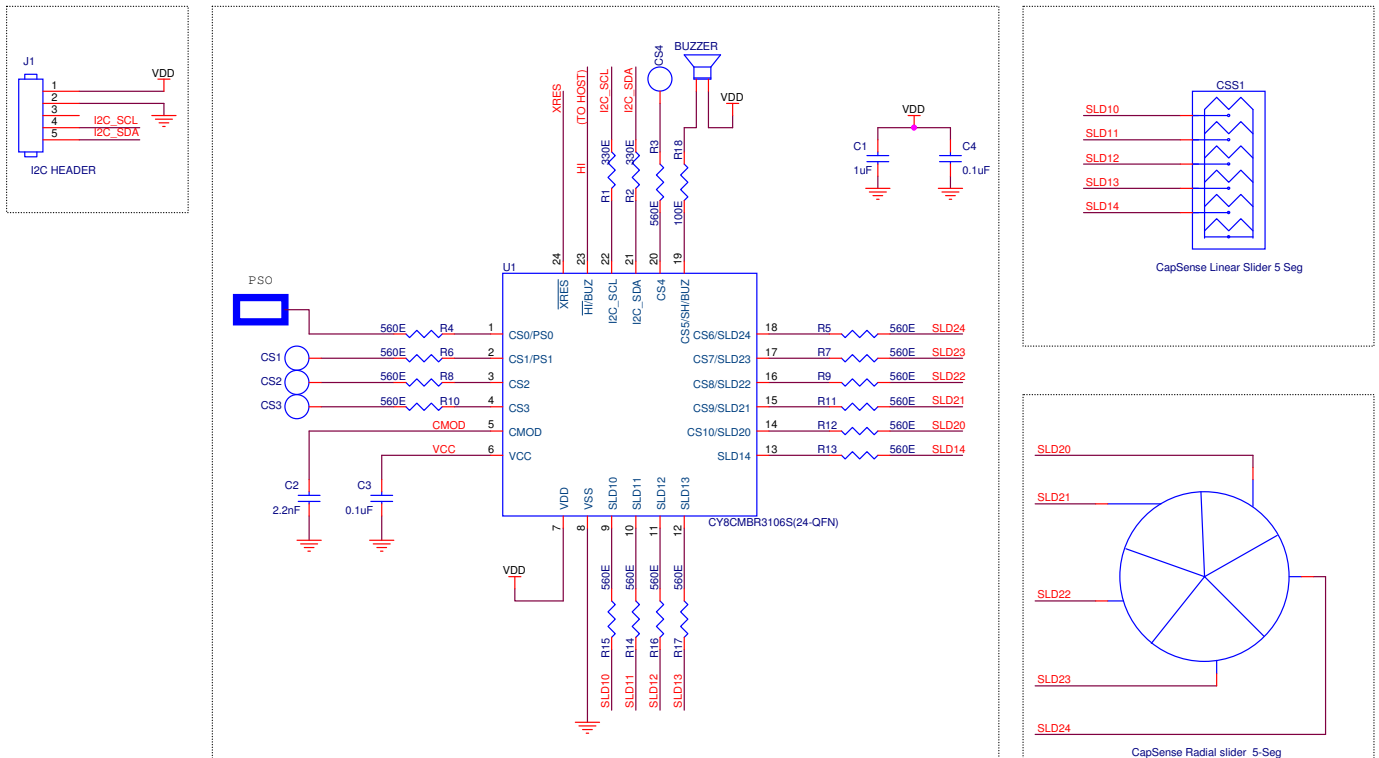 J1
VDD
1
2
3
4
5
I2C_SCL
I2C_SDA
I2C HEADER
XRES
HI (TO HOST)
I2C_SCL
I2C_SDA
CS4
BUZZER
VDD
R1 330E
R2 330E
R3 560E
R18 100E
VDD
C1
1uF
C4
0.1uF
24
23
22
21
20
19
U1
XRES
HI/BUZ
I2C_SCL
I2C_SDA
CS4
CS5/SH/BUZ
PS0
560E R4 1 CS0/PS0
CS1 560E R6 2 CS1/PS1
CS2 560E R8 3 CS2
CS3 560E R10 4 CS3
CMOD 5 CMOD
VCC 6 VCC
CS6/SLD24 18 R5 560E SLD24
CS7/SLD23 17 R7 560E SLD23
CS8/SLD22 16 R9 560E SLD22
CS9/SLD21 15 R11 560E SLD21
CS10/SLD20 14 R12 560E SLD20
SLD14 13 R13 560E SLD14
C2
2.2nF
C3
0.1uF
VDD
VSS
SLD10
SLD11
SLD12
SLD13
7
8
9
10
11
12
CY8CMBR3106S(24-QFN)
VDD
R15 560E
R14 560E
R16 560E
R17 560E
SLD10
SLD11
SLD12
SLD13
CSS1
SLD10
SLD11
SLD12
SLD13
SLD14
CapSense Linear Slider 5 Seg
SLD20
SLD21
SLD22
SLD23
SLD24
CapSense Radial slider 5-Seg